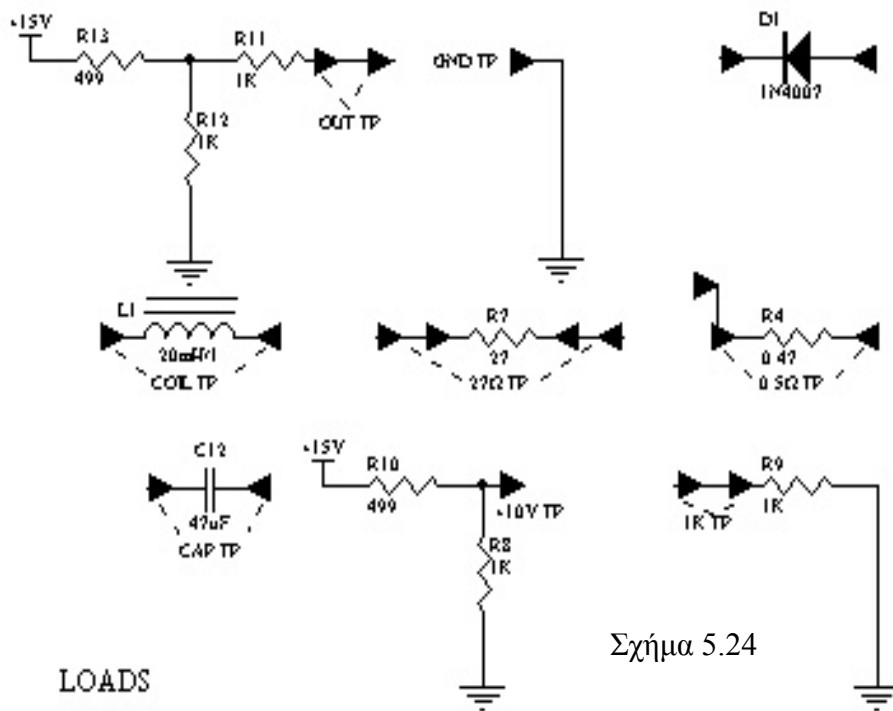 +15V
R13
499
R11
1K
OUT TP
GND TP
D1
1N4007
R12
1K
L1
20mH/1
COIL TP
R7
27
27Ω TP
R4
0.47
0.5Ω TP
C12
47uF
CAP TP
+15V
R10
499
+10V TP
R8
1K
R9
1K
1K TP
Σχήμα 5.24
LOADS